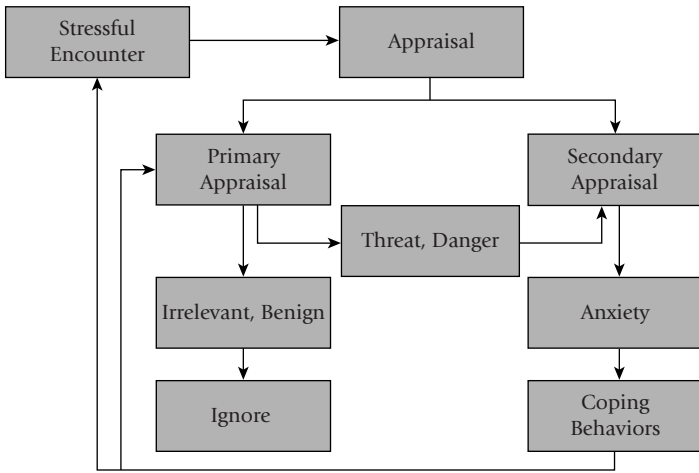 Stressful
Encounter
Appraisal
Primary
Appraisal
Secondary
Appraisal
Threat, Danger
Irrelevant, Benign
Anxiety
Ignore
Coping
Behaviors